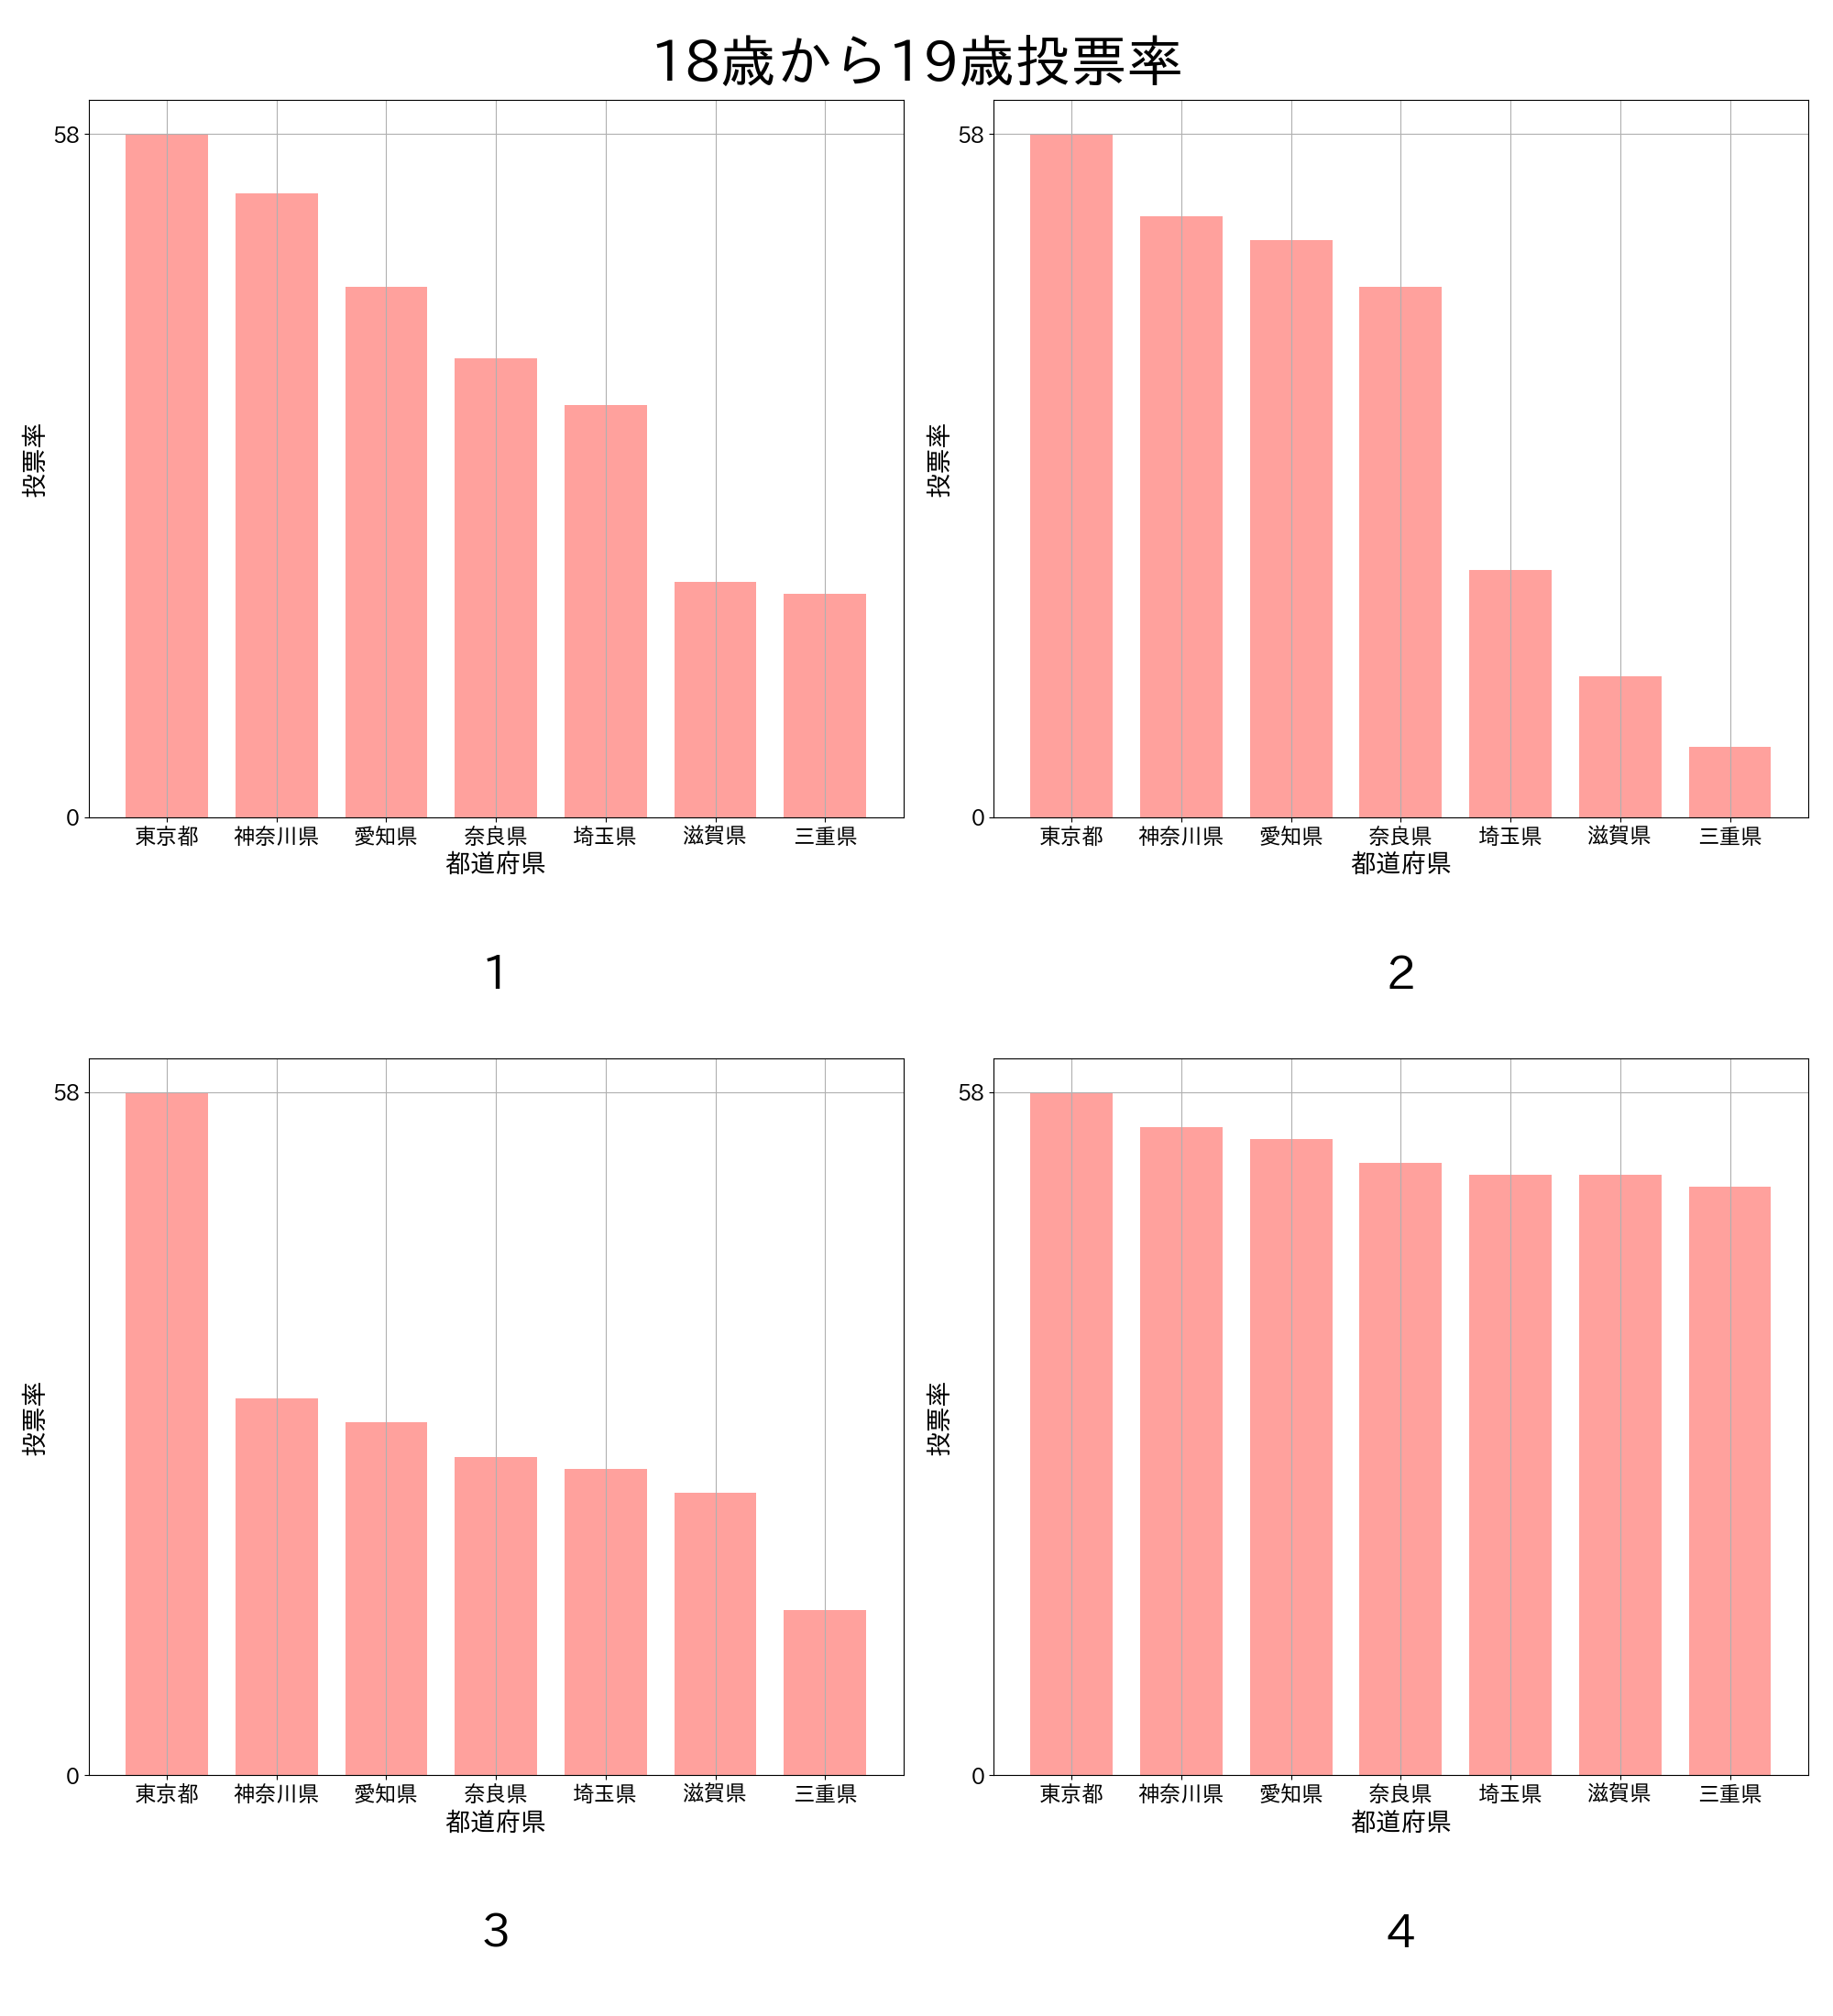 18歳から19歳投票率
58
0
投票率
東京都 神奈川県 愛知県 奈良県 埼玉県 滋賀県 三重県
都道府県
1
58
0
投票率
東京都 神奈川県 愛知県 奈良県 埼玉県 滋賀県 三重県
都道府県
2
58
0
投票率
東京都 神奈川県 愛知県 奈良県 埼玉県 滋賀県 三重県
都道府県
3
58
0
投票率
東京都 神奈川県 愛知県 奈良県 埼玉県 滋賀県 三重県
都道府県
4